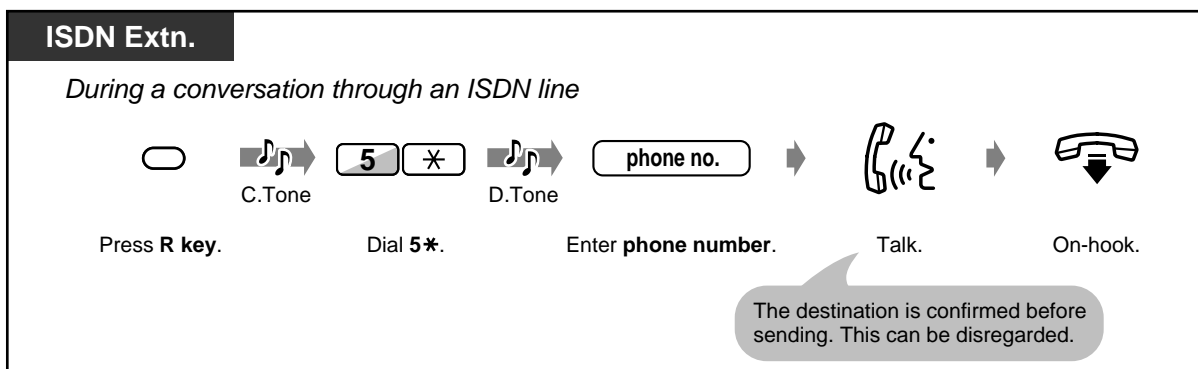 ISDN Extn.
During a conversation through an ISDN line
5 * phone no.
C.Tone D.Tone
Press R key. Dial 5*. Enter phone number. Talk. On-hook.
The destination is confirmed before
sending. This can be disregarded.